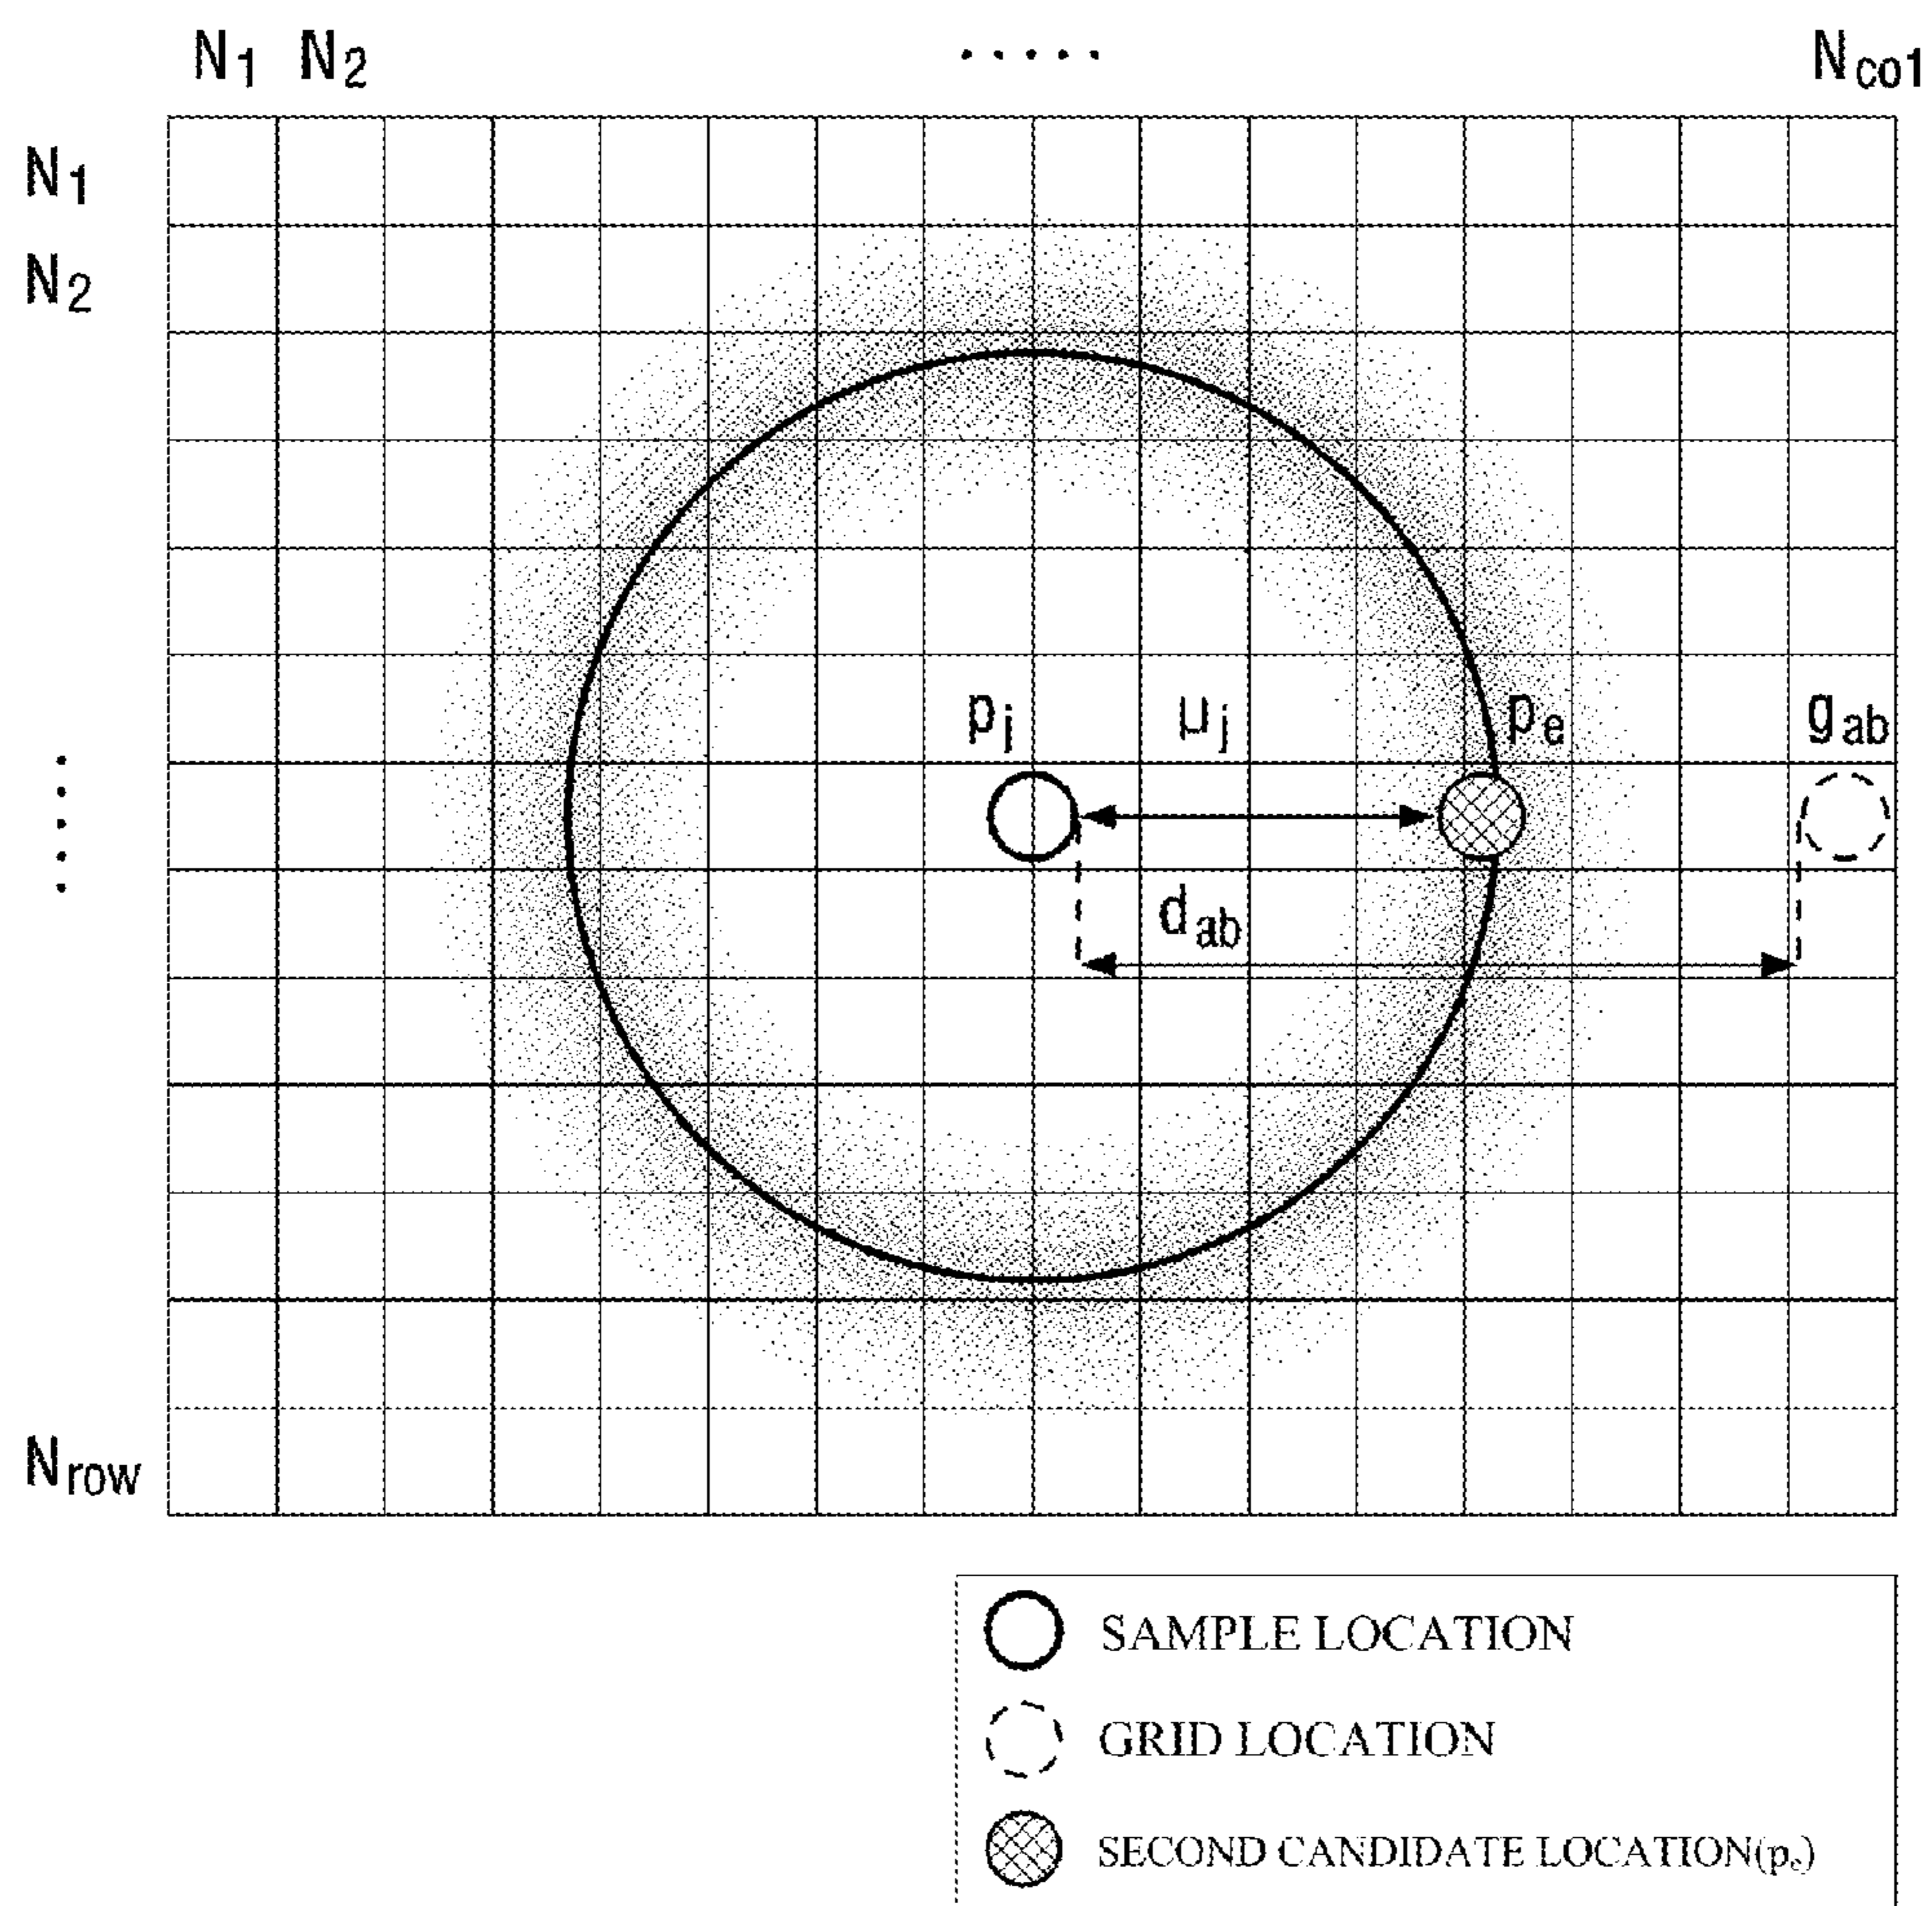 N1 N2 ..... Nco1
N1
N2
pj μj pe gab
dab
Nrow
SAMPLE LOCATION
GRID LOCATION
SECOND CANDIDATE LOCATION(pe)